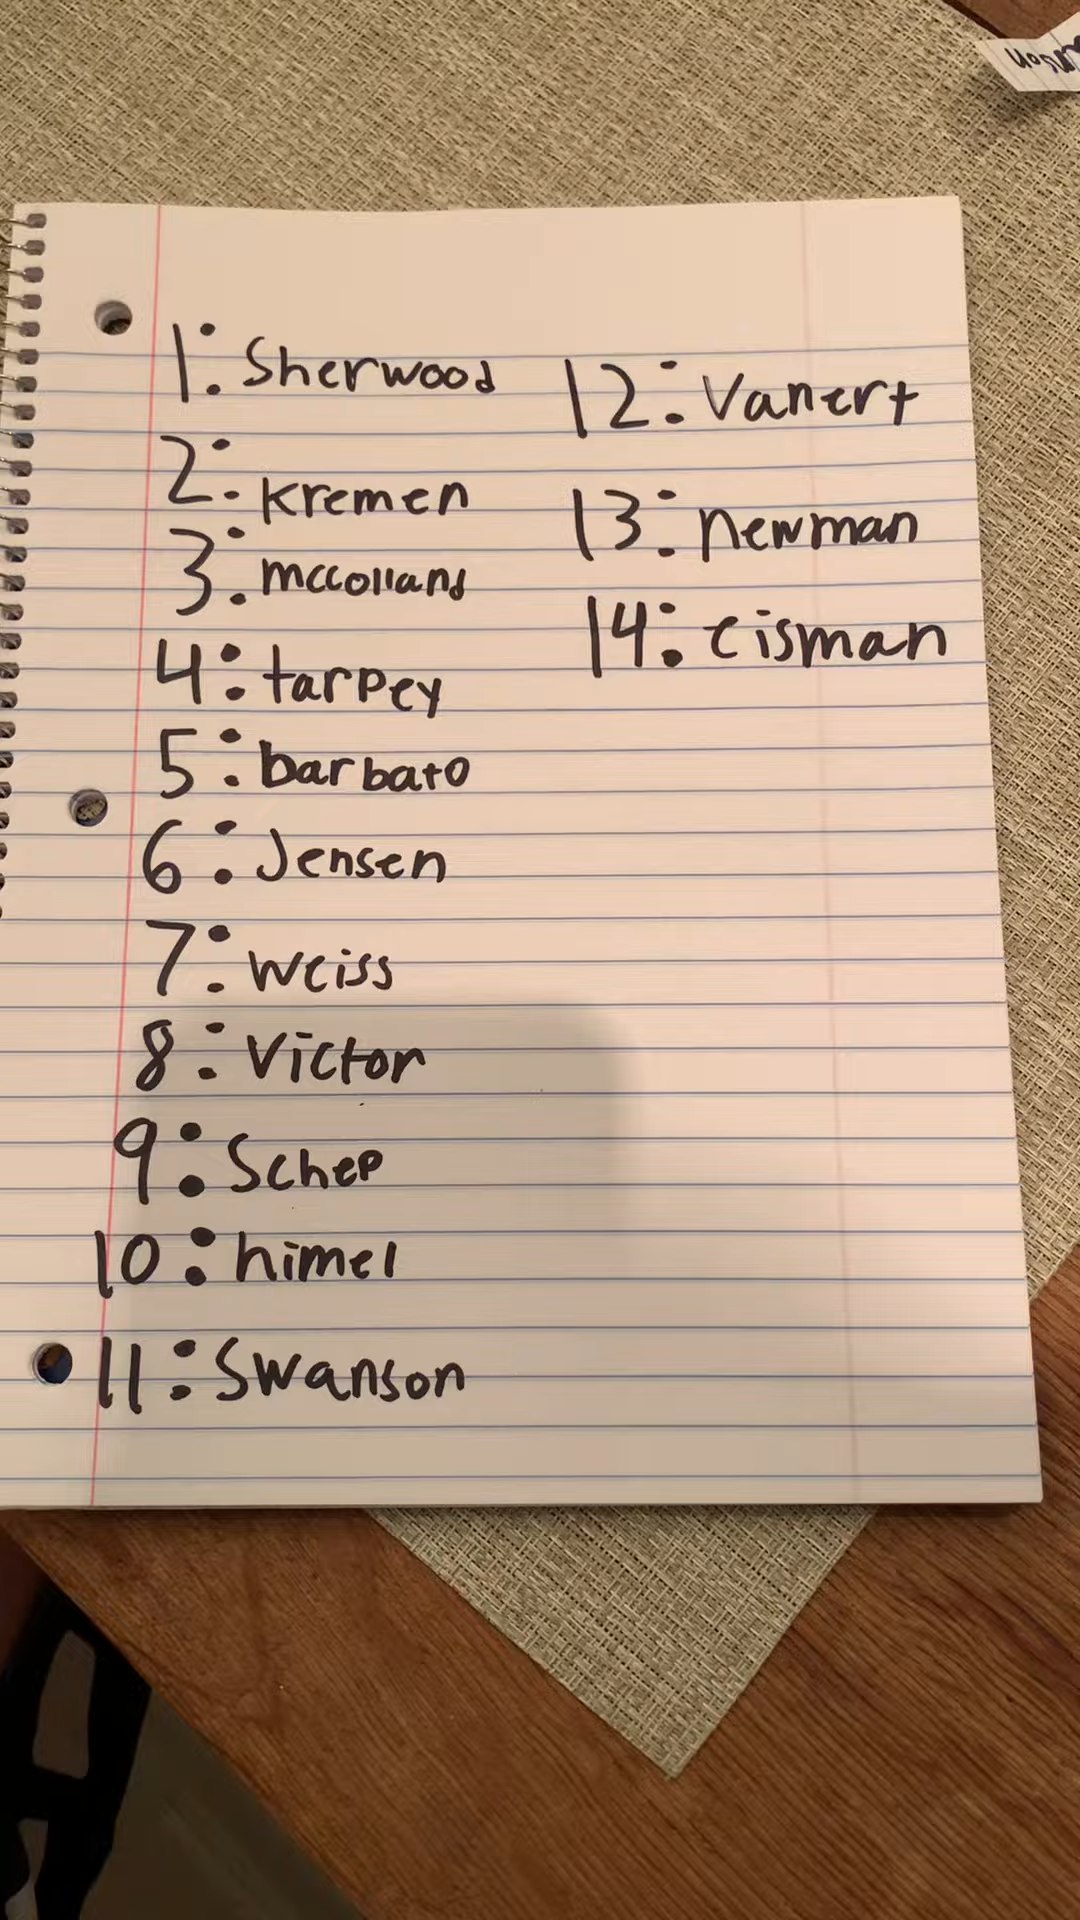 1: Sherwood
2: Kremen
3: mccolland
4: tarpey
5: barbato
6: Jensen
7: Weiss
8: Victor
9: Schep
10: himel
11: Swanson
12: Vanert
13: newman
14: eisman